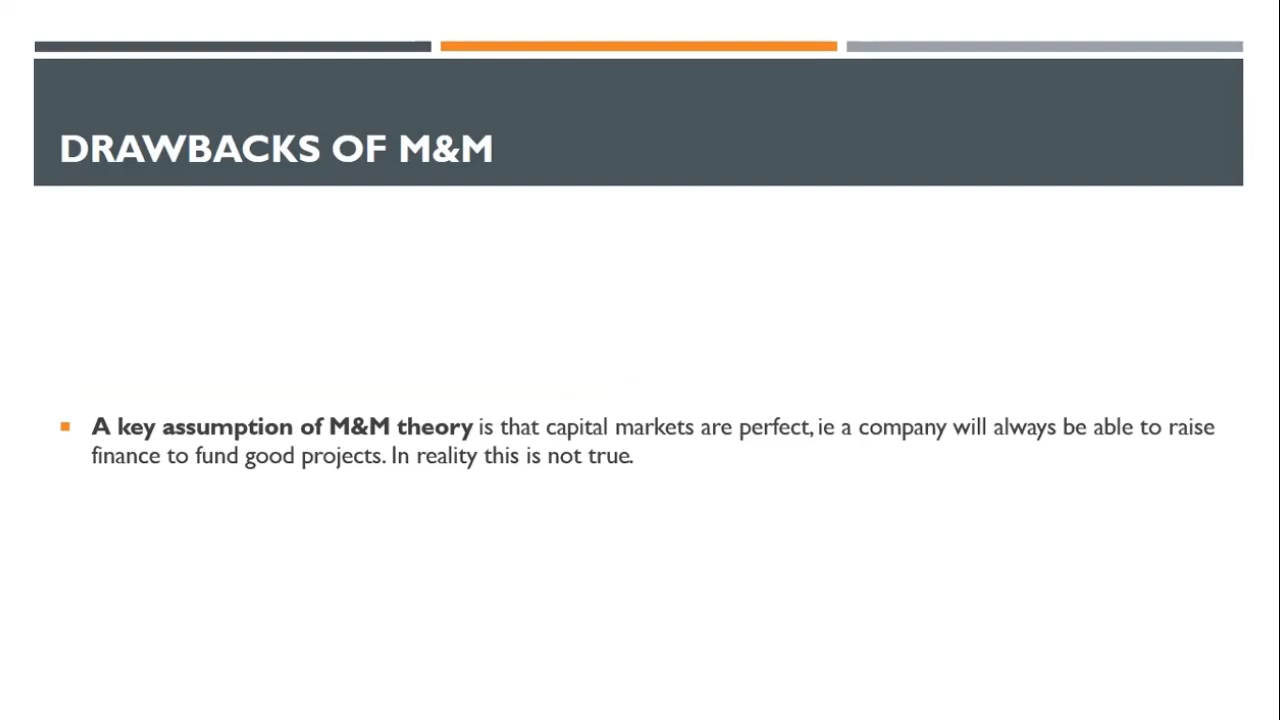 DRAWBACKS OF M&M
A key assumption of M&M theory is that capital markets are perfect, ie a company will always be able to raise
finance to fund good projects. In reality this is not true.